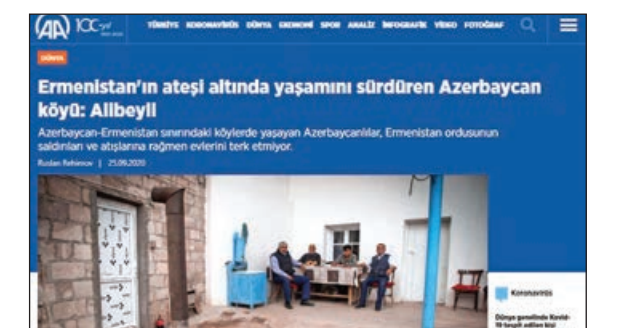 AA 100.yıl
TÜRKİYE KORONAVİRÜS DÜNYA EKONOMİ SPOR ANALİZ İNFOGRAFİK VİDEO FOTOĞRAF
DÜNYA
Ermenistan'ın ateşi altında yaşamını sürdüren Azerbaycan
köyü: Alibeyli
Azerbaycan-Ermenistan sınırındaki köylerde yaşayan Azerbaycanlılar, Ermenistan ordusunun
saldırıları ve atışlarına rağmen evlerini terk etmiyor.
Ruslan Rehimov | 25.09.2020
Koronavirüs
Dünya genelinde Kovid-
19 tespit edilen kişi